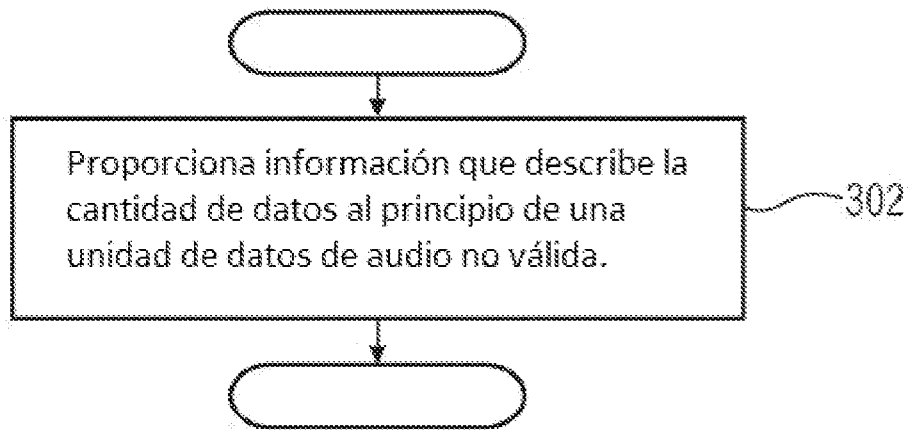 Proporciona información que describe la
cantidad de datos al principio de una
unidad de datos de audio no válida.
302